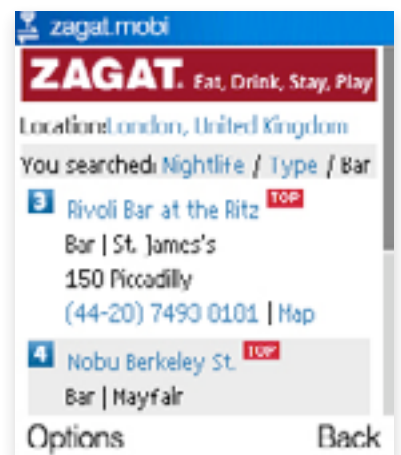 zagat.mobi
ZAGAT. Eat, Drink, Stay, Play
Location:London, United Kingdom
You searched: Nightlife / Type / Bar
3 Rivoli Bar at the Ritz TOP
Bar | St. James's
150 Piccadilly
(44-20) 7493 0101 | Map
4 Nobu Berkeley St. TOP
Bar | Mayfair
Options Back